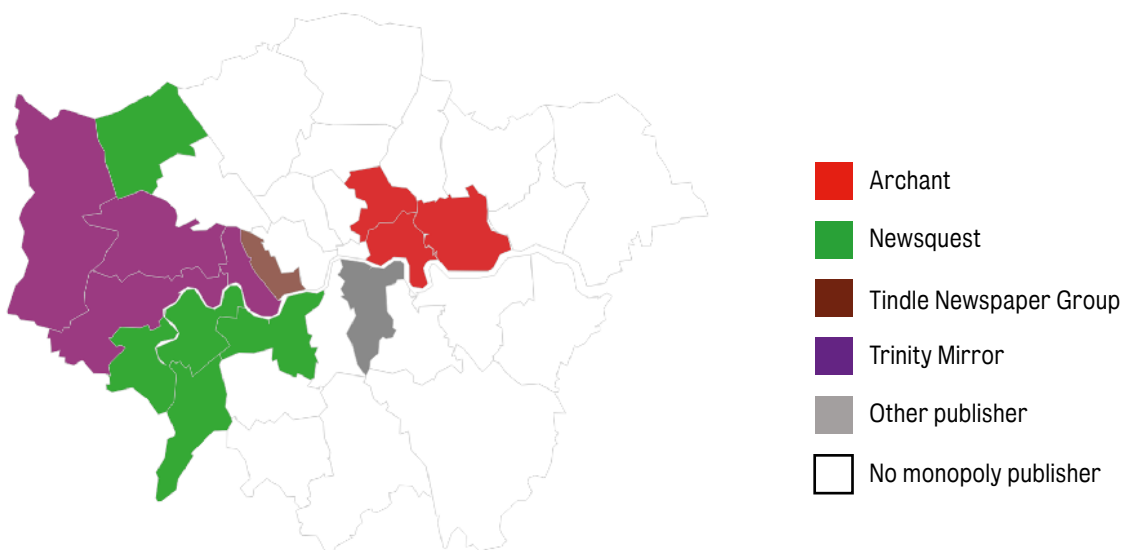 Archant
Newsquest
Tindle Newspaper Group
Trinity Mirror
Other publisher
No monopoly publisher